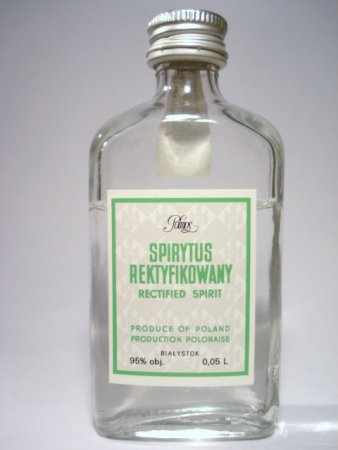 Polmos
SPIRYTUS
REKTYFIKOWANY
RECTIFIED SPIRIT
PRODUCE OF POLAND
PRODUCTION POLONAISE
BIAŁYSTOK
95% obj. 0,05 L